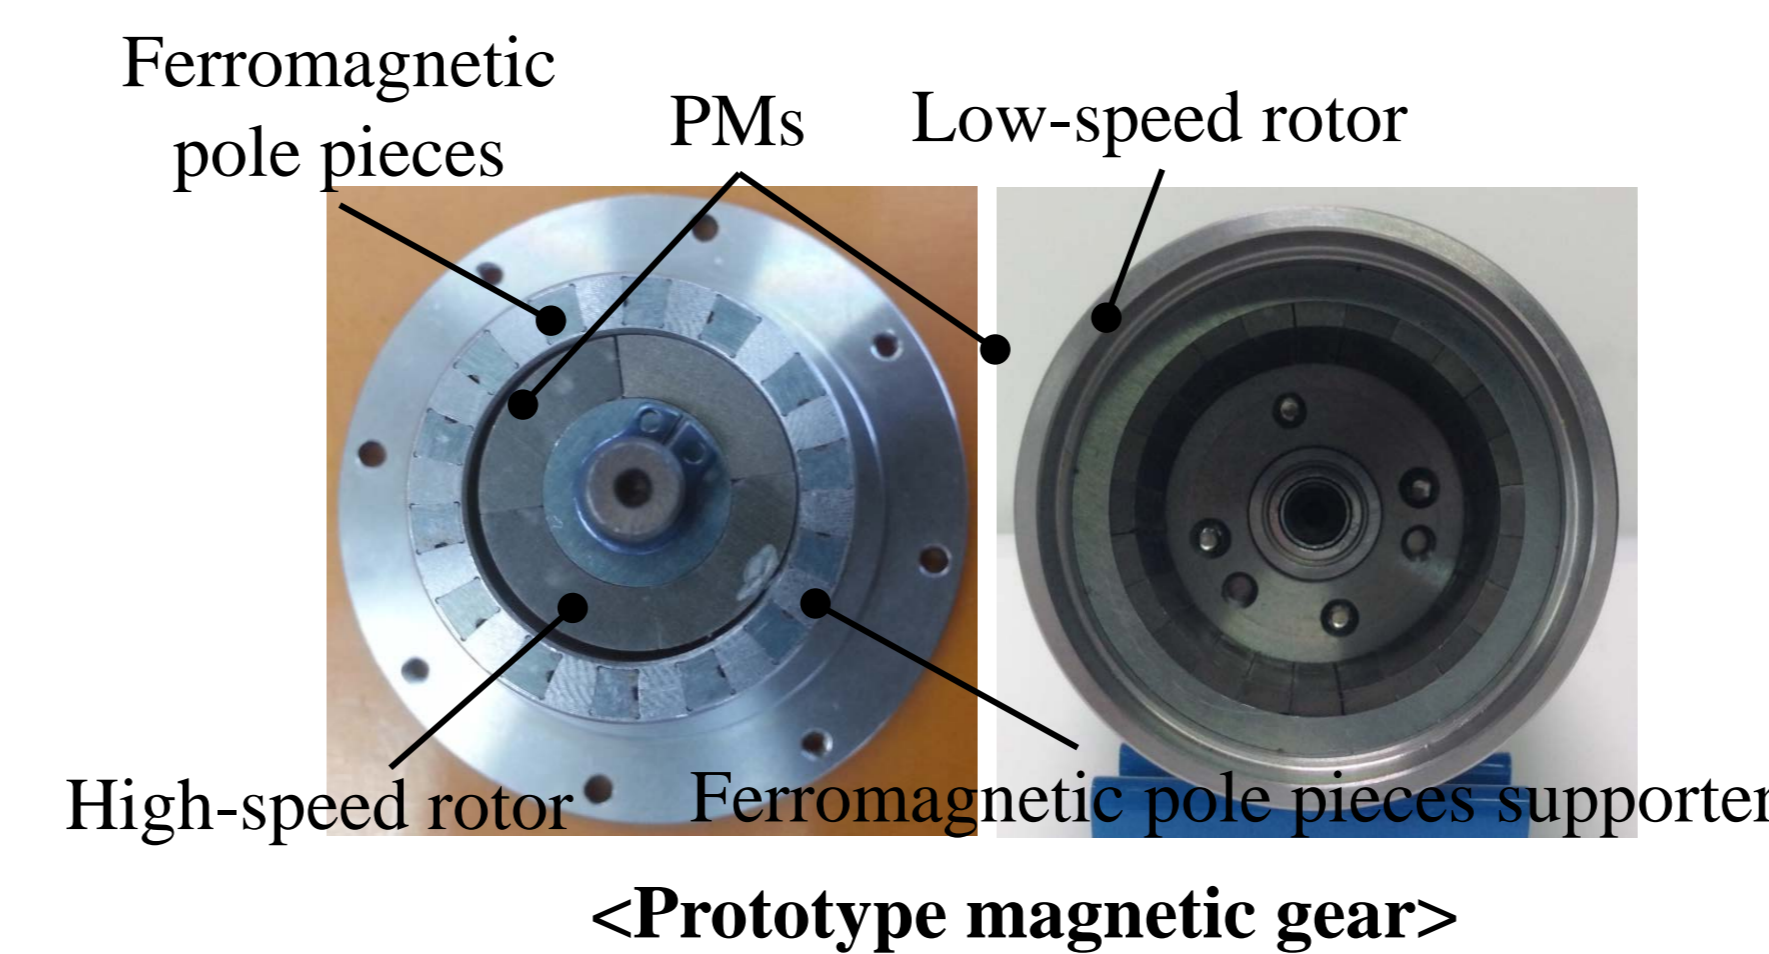 Ferromagnetic
pole pieces
PMs
Low-speed rotor
High-speed rotor
Ferromagnetic pole pieces supporter
<Prototype magnetic gear>